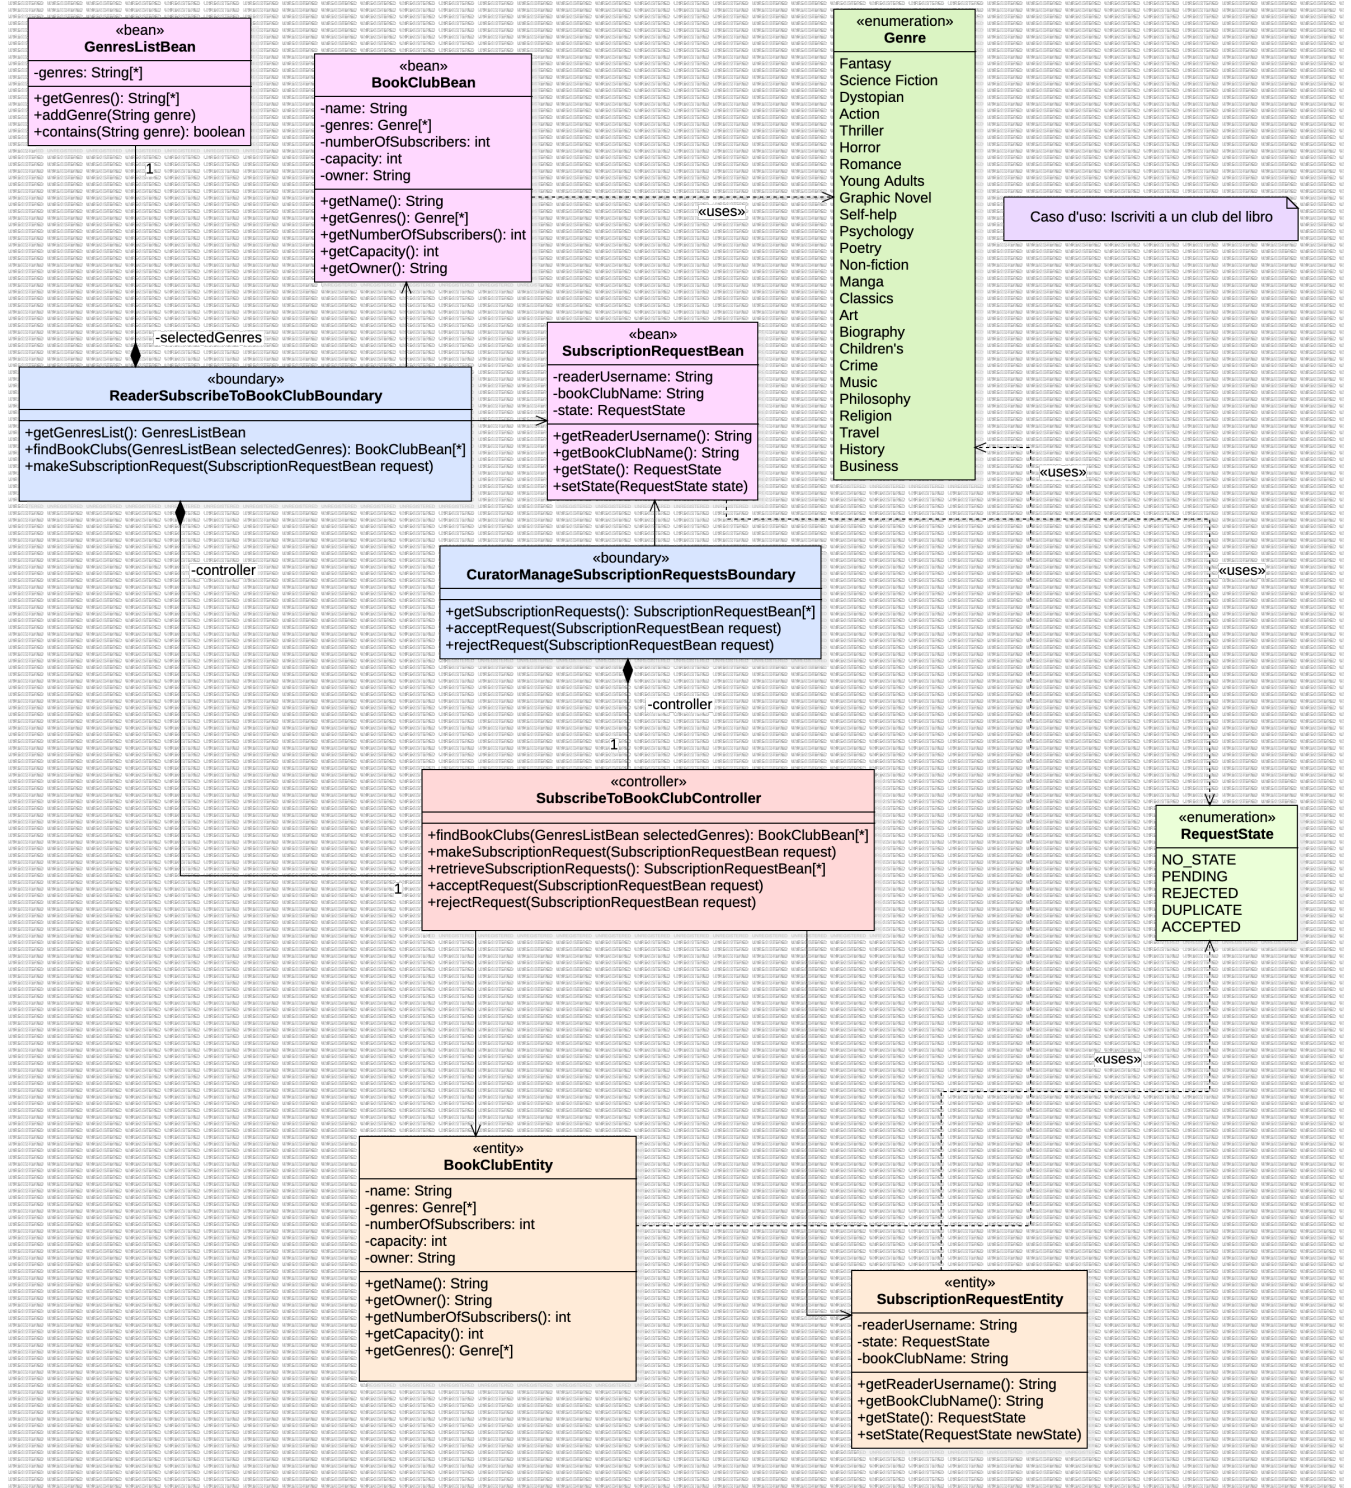 «bean»
GenresListBean
-genres: String[*]
+getGenres(): String[*]
+addGenre(String genre)
+contains(String genre): boolean
1
-selectedGenres
«bean»
BookClubBean
-name: String
-genres: Genre[*]
-numberOfSubscribers: int
-capacity: int
-owner: String
+getName(): String
+getGenres(): Genre[*]
+getNumberOfSubscribers(): int
+getCapacity(): int
+getOwner(): String
«uses»
«enumeration»
Genre
Fantasy
Science Fiction
Dystopian
Action
Thriller
Horror
Romance
Young Adults
Graphic Novel
Self-help
Psychology
Poetry
Non-fiction
Manga
Classics
Art
Biography
Children's
Crime
Music
Philosophy
Religion
Travel
History
Business
Caso d'uso: Iscriviti a un club del libro
«boundary»
ReaderSubscribeToBookClubBoundary
+getGenresList(): GenresListBean
+findBookClubs(GenresListBean selectedGenres): BookClubBean[*]
+makeSubscriptionRequest(SubscriptionRequestBean request)
«bean»
SubscriptionRequestBean
-readerUsername: String
-bookClubName: String
-state: RequestState
+getReaderUsername(): String
+getBookClubName(): String
+getState(): RequestState
+setState(RequestState state)
«uses»
«uses»
-controller
«boundary»
CuratorManageSubscriptionRequestsBoundary
+getSubscriptionRequests(): SubscriptionRequestBean[*]
+acceptRequest(SubscriptionRequestBean request)
+rejectRequest(SubscriptionRequestBean request)
-controller
1
«controller»
SubscribeToBookClubController
+findBookClubs(GenresListBean selectedGenres): BookClubBean[*]
+makeSubscriptionRequest(SubscriptionRequestBean request)
+retrieveSubscriptionRequests(): SubscriptionRequestBean[*]
+acceptRequest(SubscriptionRequestBean request)
+rejectRequest(SubscriptionRequestBean request)
1
«enumeration»
RequestState
NO_STATE
PENDING
REJECTED
DUPLICATE
ACCEPTED
«uses»
«entity»
BookClubEntity
-name: String
-genres: Genre[*]
-numberOfSubscribers: int
-capacity: int
-owner: String
+getName(): String
+getOwner(): String
+getNumberOfSubscribers(): int
+getCapacity(): int
+getGenres(): Genre[*]
«entity»
SubscriptionRequestEntity
-readerUsername: String
-state: RequestState
-bookClubName: String
+getReaderUsername(): String
+getBookClubName(): String
+getState(): RequestState
+setState(RequestState newState)